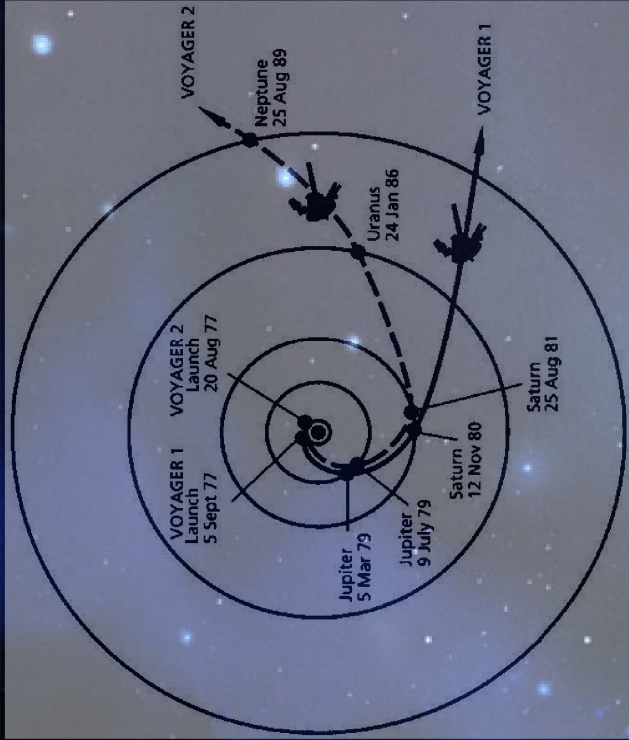 VOYAGER 2
Neptune
25 Aug 89
VOYAGER 1
Uranus
24 Jan 86
VOYAGER 2
Launch
20 Aug 77
VOYAGER 1
Launch
5 Sept 77
Saturn
25 Aug 81
Saturn
12 Nov 80
Jupiter
9 July 79
Jupiter
5 Mar 79